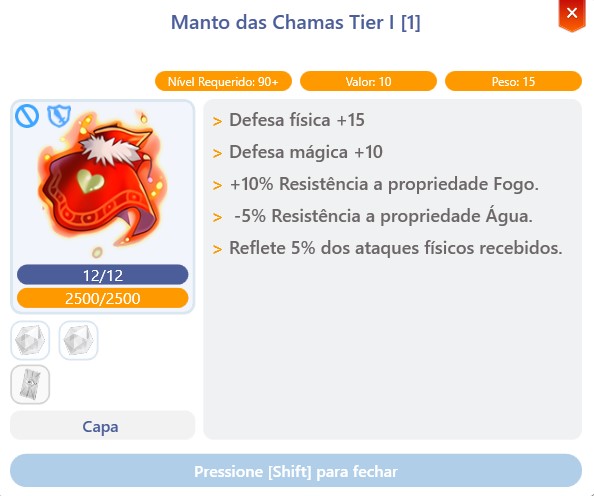 Manto das Chamas Tier I [1]
Nível Requerido: 90+
Valor: 10
Peso: 15
> Defesa física +15
> Defesa mágica +10
> +10% Resistência a propriedade Fogo.
> -5% Resistência a propriedade Água.
> Reflete 5% dos ataques físicos recebidos.
12/12
2500/2500
Capa
Pressione [Shift] para fechar